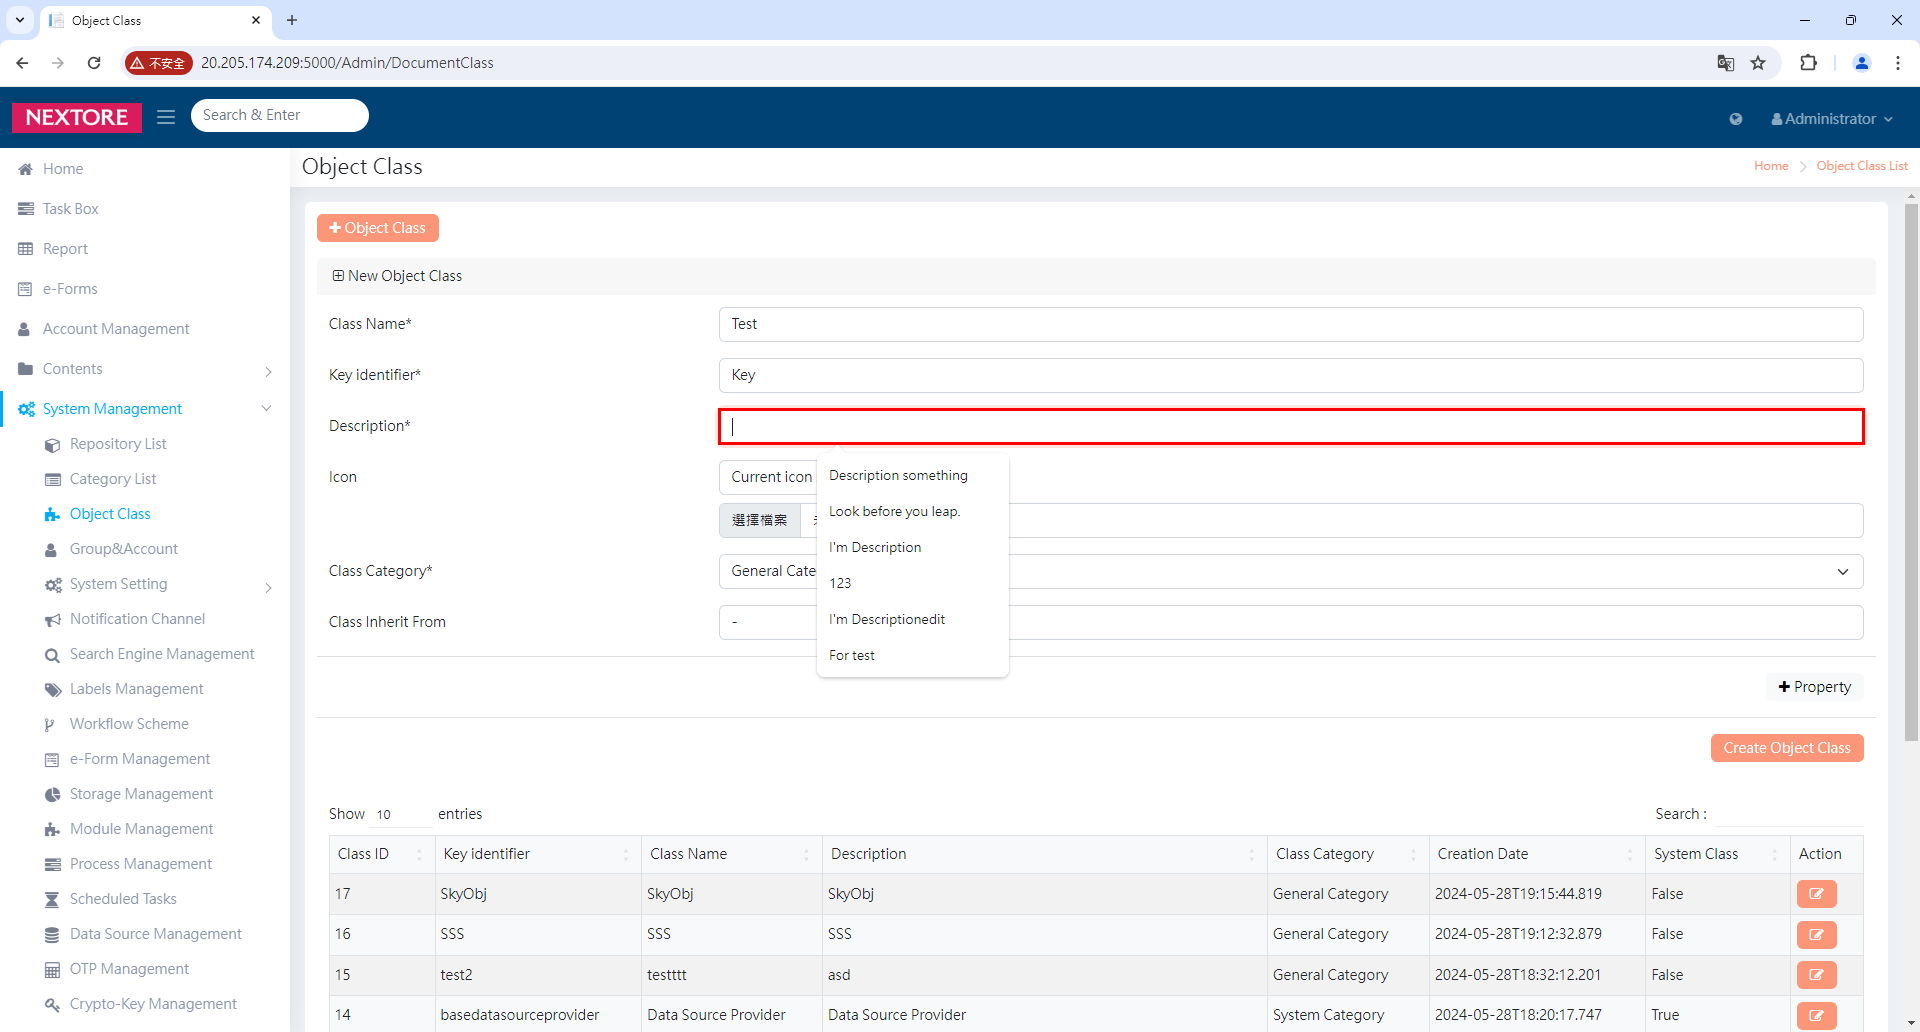 Object Class
不安全
20.205.174.209:5000/Admin/DocumentClass
NEXTORE
Search & Enter
Administrator
Home
Task Box
Report
e-Forms
Account Management
Contents
System Management
Repository List
Category List
Object Class
Group&Account
System Setting
Notification Channel
Search Engine Management
Labels Management
Workflow Scheme
e-Form Management
Storage Management
Module Management
Process Management
Scheduled Tasks
Data Source Management
OTP Management
Crypto-Key Management
Object Class
Home
Object Class List
Object Class
New Object Class
Class Name*
Test
Key identifier*
Key
Description*
Icon
Current icon
選擇檔案
Description something
Look before you leap.
I'm Description
123
I'm Descriptionedit
For test
Class Category*
General Cate
Class Inherit From
-
Property
Create Object Class
Show 10 entries
Search :
Class ID Key identifier Class Name Description Class Category Creation Date System Class Action
17 SkyObj SkyObj SkyObj General Category 2024-05-28T19:15:44.819 False
16 SSS SSS SSS General Category 2024-05-28T19:12:32.879 False
15 test2 testttt asd General Category 2024-05-28T18:32:12.201 False
14 basedatasourceprovider Data Source Provider Data Source Provider System Category 2024-05-28T18:20:17.747 True